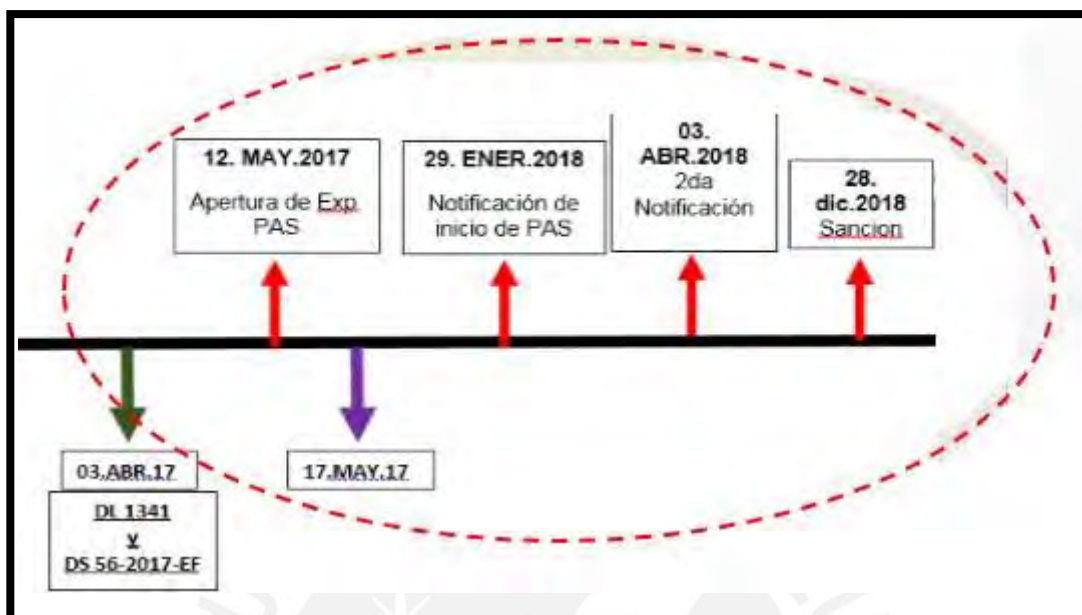 12. MAY.2017
Apertura de Exp
PAS
29. ENER.2018
Notificación de
inicio de PAS
03.
ABR.2018
2da
Notificación
28.
dic.2018
Sancion
03.ABR.17
DL 1341
Y
DS 56-2017-EF
17.MAY.17